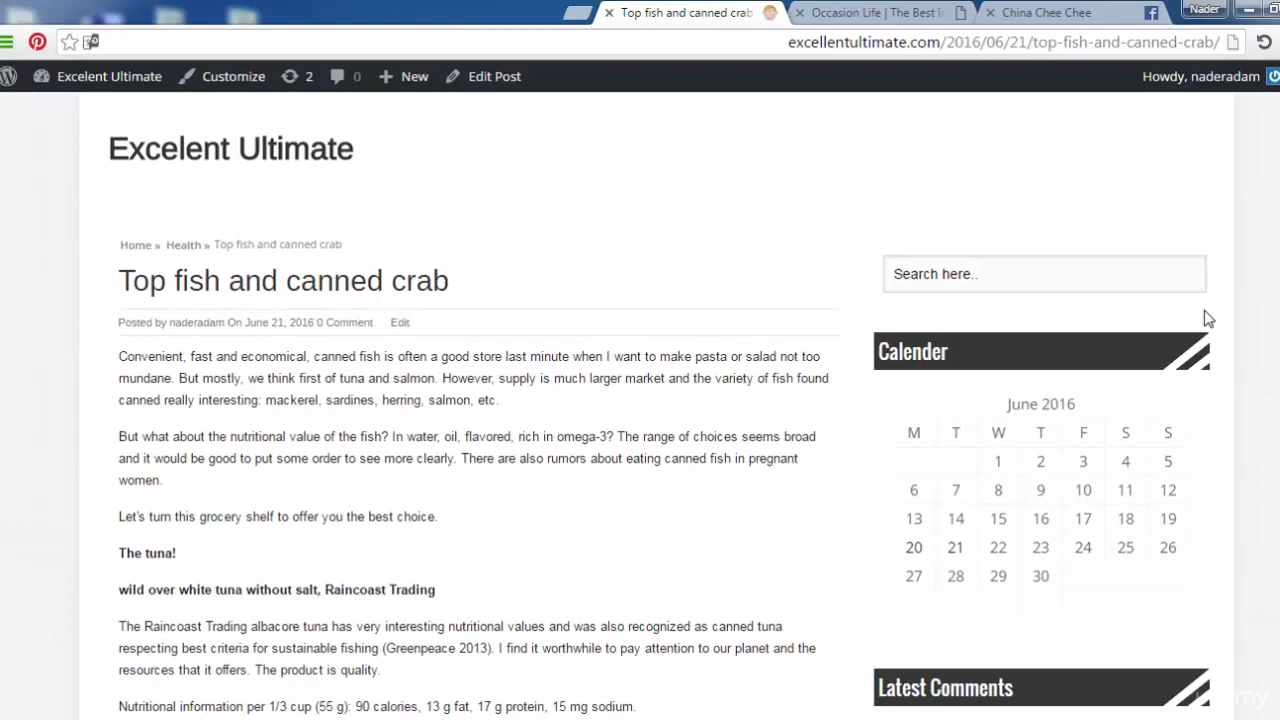 Top fish and canned crab
Occasion Life | The Best I
China Chee Chee
Nader
excellentultimate.com/2016/06/21/top-fish-and-canned-crab/
Excellent Ultimate
Customize
2
0
New
Edit Post
Howdy, naderadam
Excelent Ultimate
Home » Health » Top fish and canned crab
Top fish and canned crab
Posted by naderadam On June 21, 2016 0 Comment Edit
Convenient, fast and economical, canned fish is often a good store last minute when I want to make pasta or salad not too
mundane. But mostly, we think first of tuna and salmon. However, supply is much larger market and the variety of fish found
canned really interesting: mackerel, sardines, herring, salmon, etc.
But what about the nutritional value of the fish? In water, oil, flavored, rich in omega-3? The range of choices seems broad
and it would be good to put some order to see more clearly. There are also rumors about eating canned fish in pregnant
women.
Let's turn this grocery shelf to offer you the best choice.
The tuna!
wild over white tuna without salt, Raincoast Trading
The Raincoast Trading albacore tuna has very interesting nutritional values and was also recognized as canned tuna
respecting best criteria for sustainable fishing (Greenpeace 2013). I find it worthwhile to pay attention to our planet and the
resources that it offers. The product is quality.
Nutritional information per 1/3 cup (55 g): 90 calories, 13 g fat, 17 g protein, 15 mg sodium.
Search here..
Calender
June 2016
M T W T F S S
1 2 3 4 5
6 7 8 9 10 11 12
13 14 15 16 17 18 19
20 21 22 23 24 25 26
27 28 29 30
Latest Comments